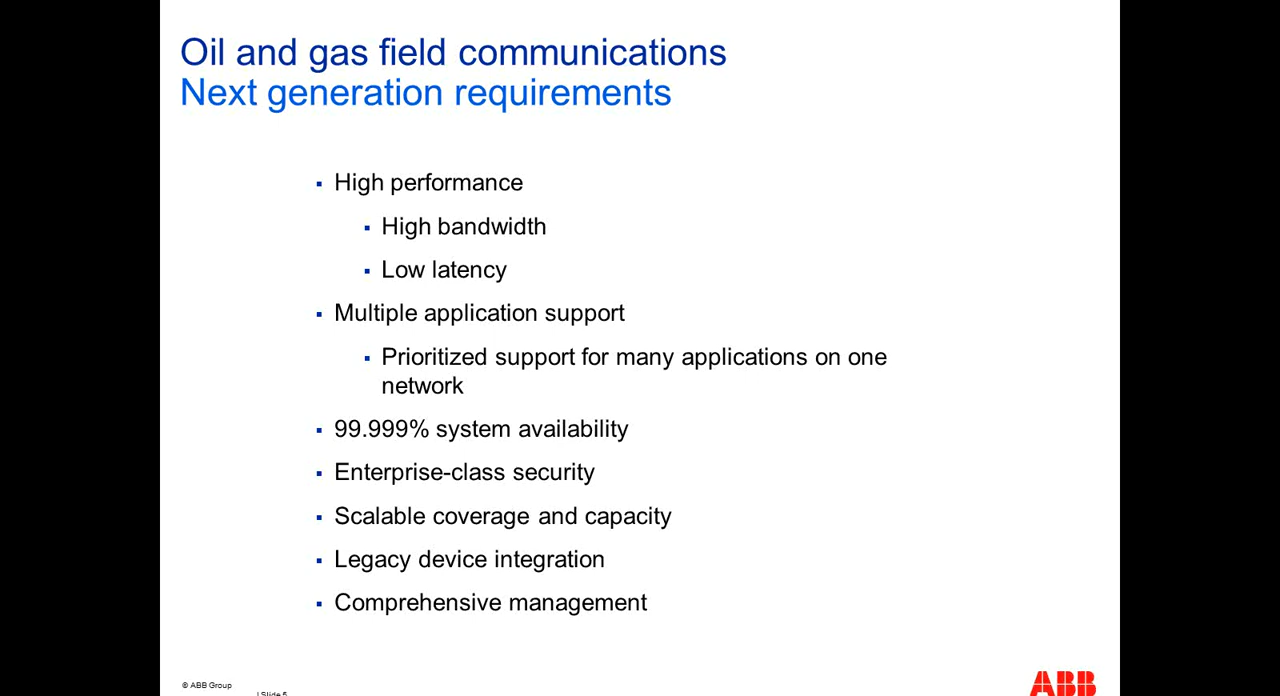 Oil and gas field communications
Next generation requirements
▪ High performance
▪ High bandwidth
▪ Low latency
▪ Multiple application support
▪ Prioritized support for many applications on one
network
▪ 99.999% system availability
▪ Enterprise-class security
▪ Scalable coverage and capacity
▪ Legacy device integration
▪ Comprehensive management
© ABB Group
| Slide 5
ABB